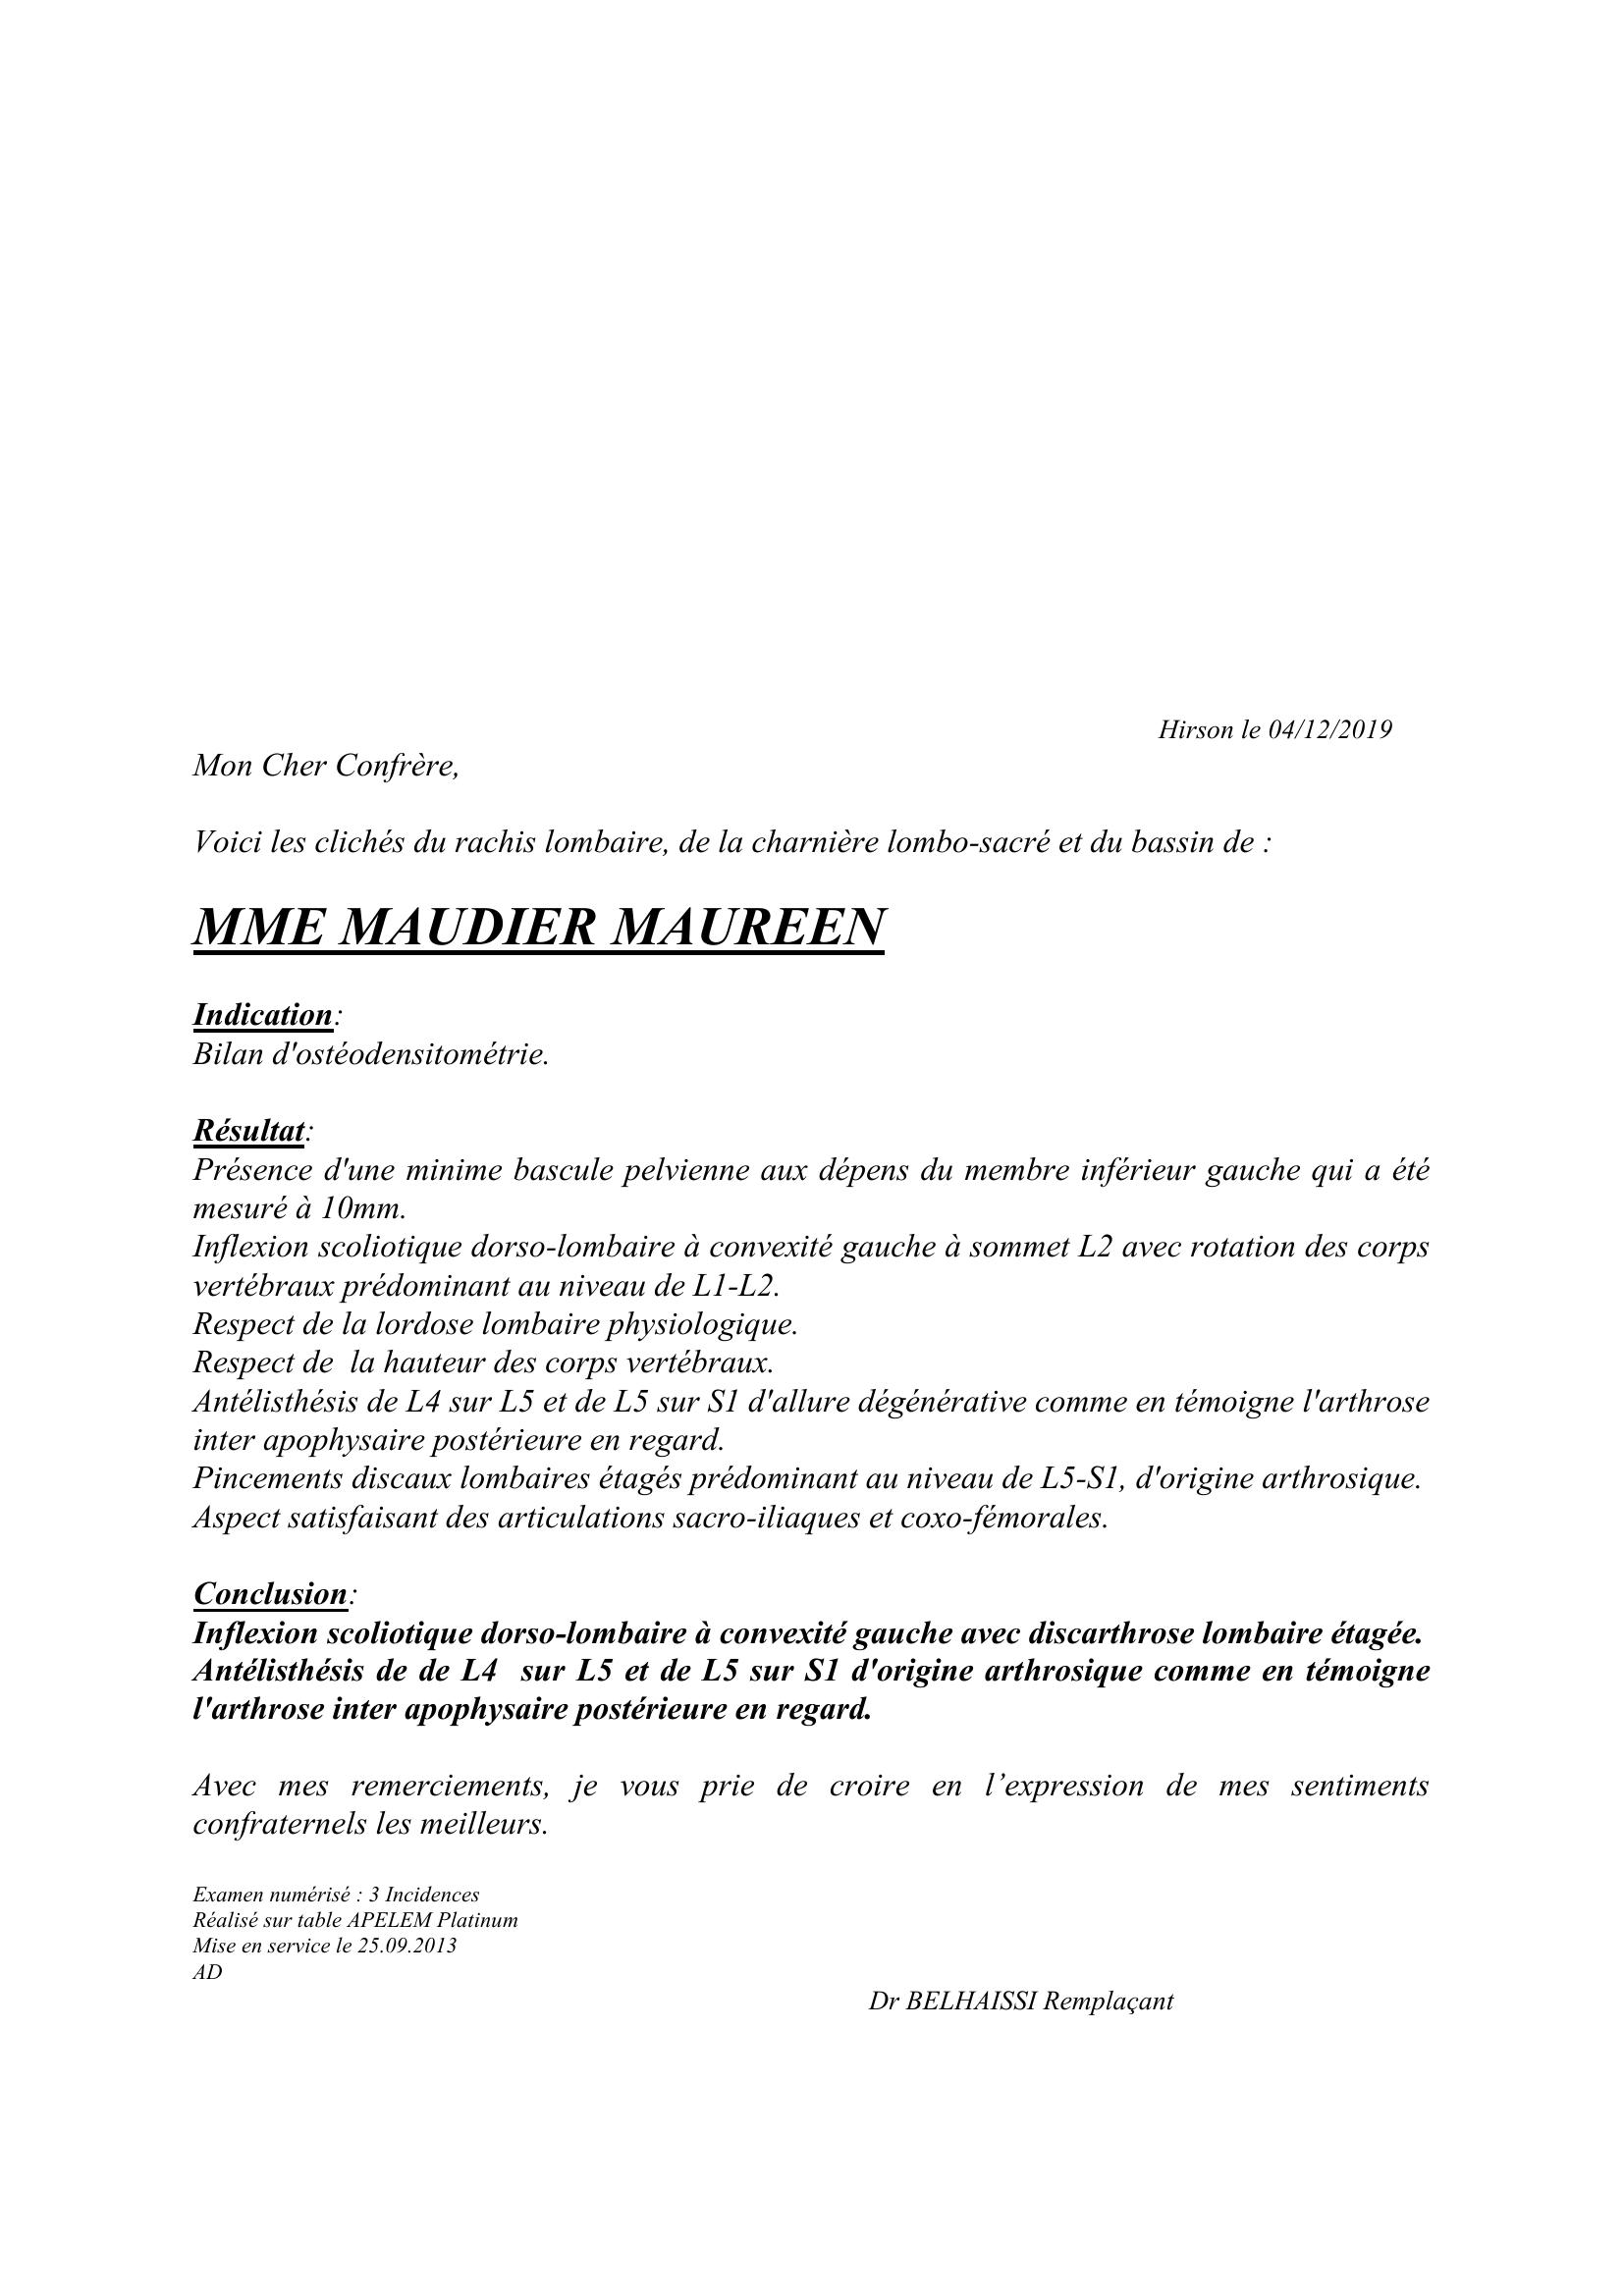 Hirson le 04/12/2019
Mon Cher Confrère,
Voici les clichés du rachis lombaire, de la charnière lombo-sacré et du bassin de :
MME MAUDIER MAUREEN
Indication:
Bilan d'ostéodensitométrie.
Résultat:
Présence d'une minime bascule pelvienne aux dépens du membre inférieur gauche qui a été
mesuré à 10mm.
Inflexion scoliotique dorso-lombaire à convexité gauche à sommet L2 avec rotation des corps
vertébraux prédominant au niveau de L1-L2.
Respect de la lordose lombaire physiologique.
Respect de  la hauteur des corps vertébraux.
Antélisthésis de L4 sur L5 et de L5 sur S1 d'allure dégénérative comme en témoigne l'arthrose
inter apophysaire postérieure en regard.
Pincements discaux lombaires étagés prédominant au niveau de L5-S1, d'origine arthrosique.
Aspect satisfaisant des articulations sacro-iliaques et coxo-fémorales.
Conclusion:
Inflexion scoliotique dorso-lombaire à convexité gauche avec discarthrose lombaire étagée.
Antélisthésis de de L4  sur L5 et de L5 sur S1 d'origine arthrosique comme en témoigne
l'arthrose inter apophysaire postérieure en regard.
Avec mes remerciements, je vous prie de croire en l’expression de mes sentiments
confraternels les meilleurs.
Examen numérisé : 3 Incidences
Réalisé sur table APELEM Platinum
Mise en service le 25.09.2013
AD
Dr BELHAISSI Remplaçant